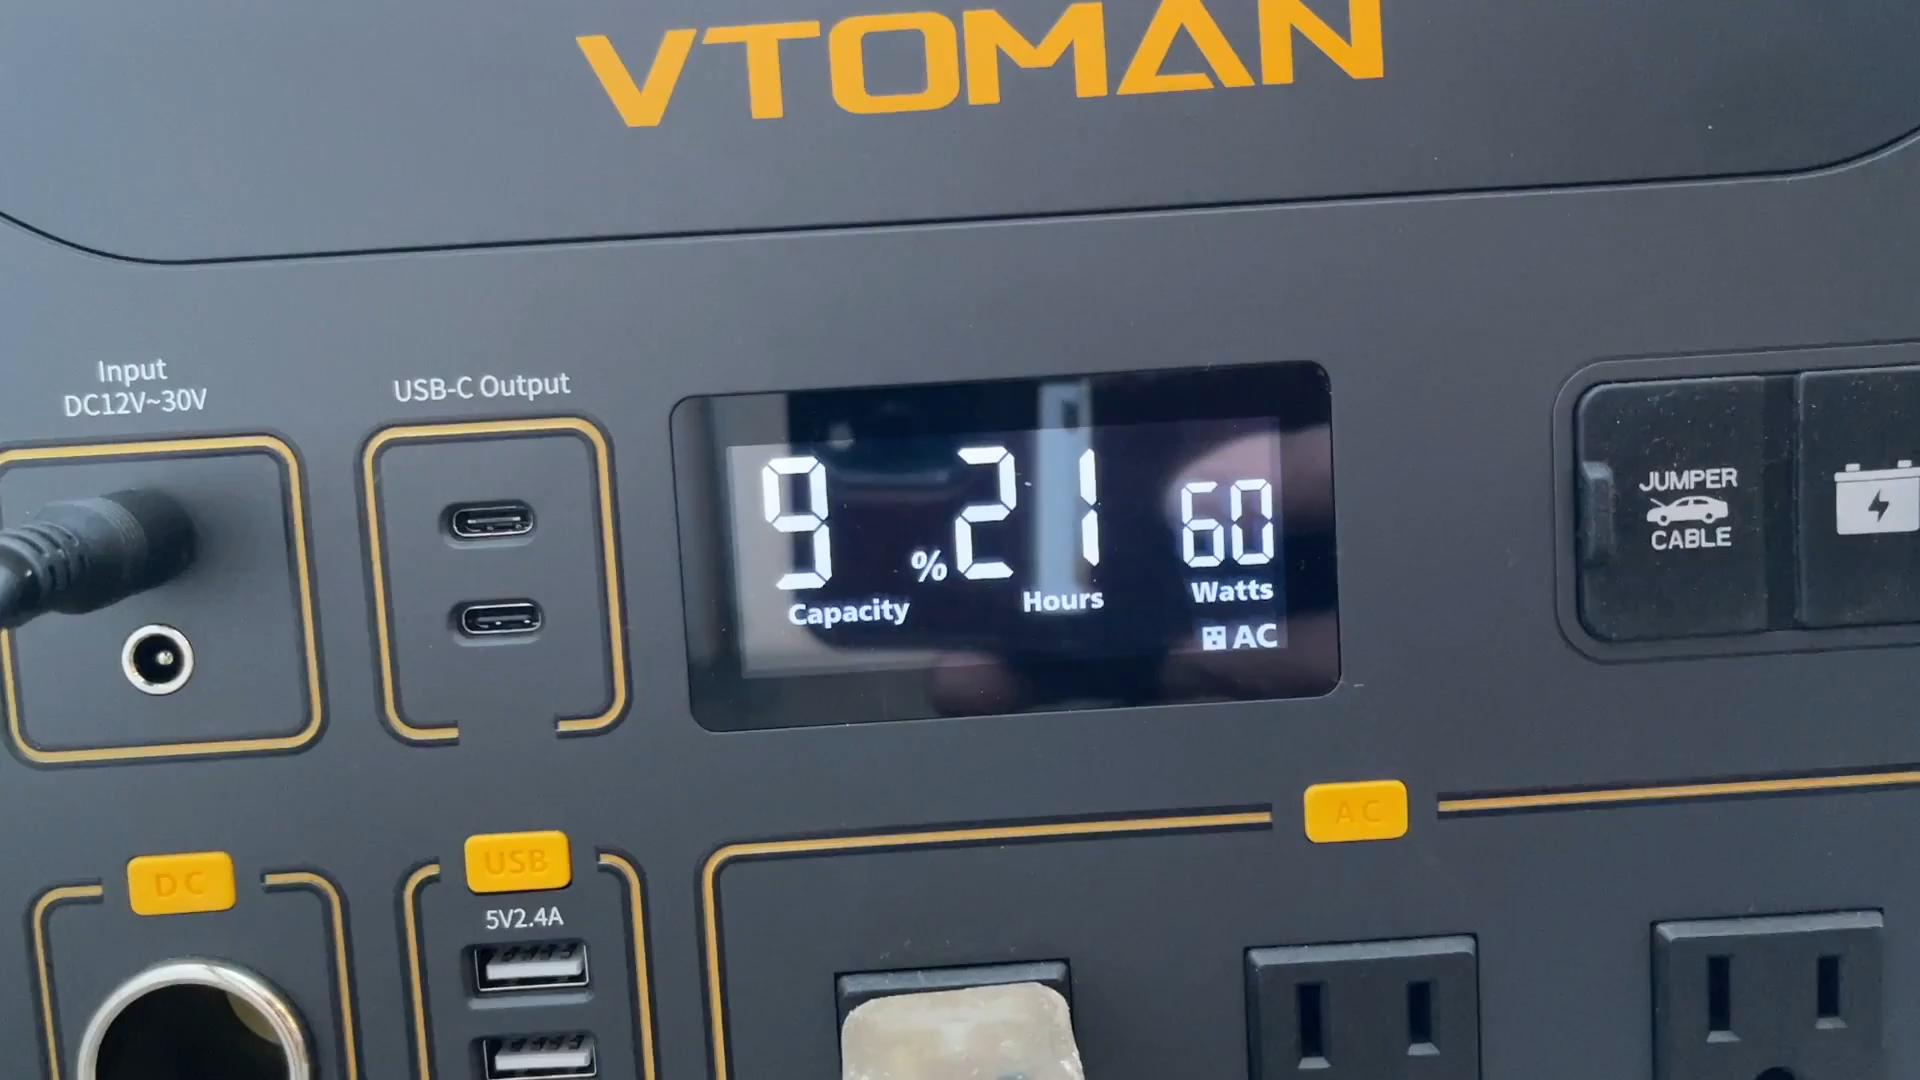 VTOMAN
Input
DC12V~30V
USB-C Output
9 % 21 60
Capacity Hours Watts
AC
JUMPER
CABLE
AC
DC
USB
5V2.4A